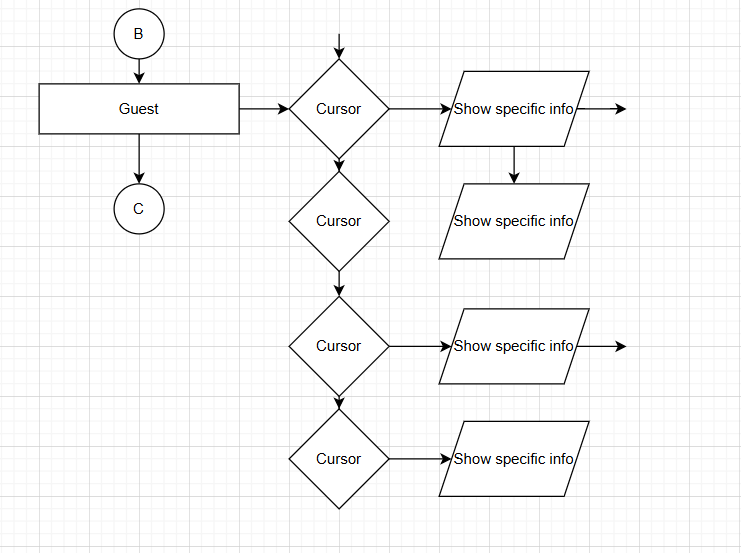 B
Guest
Cursor
Show specific info
C
Cursor
Show specific info
Cursor
Show specific info
Cursor
Show specific info